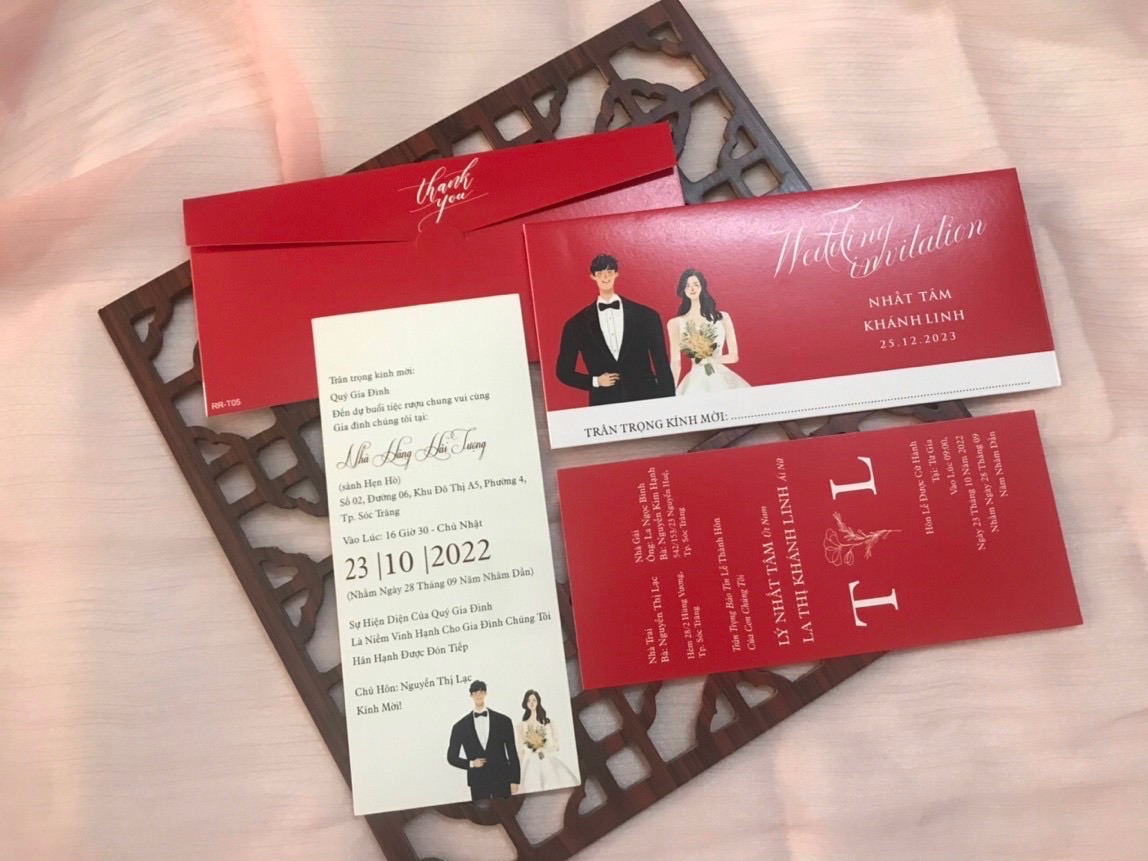 thank
you
RR-T05
Wedding
invitation
NHẤT TÂM
KHÁNH LINH
25.12.2023
TRÂN TRỌNG KÍNH MỜI:
Trân trọng kính mời:
Quý Gia Đình
Đến dự buổi tiệc rượu chung vui cùng
Gia đình chúng tôi tại:
Nhà Hàng Hải Tượng
(sảnh Hẹn Hò)
Số 02, Đường 06, Khu Đô Thị A5, Phường 4,
Tp. Sóc Trăng
Vào Lúc: 16 Giờ 30 - Chủ Nhật
23 |10 |2022
(Nhằm Ngày 28 Tháng 09 Năm Nhâm Dần)
Sự Hiện Diện Của Quý Gia Đình
Là Niềm Vinh Hạnh Cho Gia Đình Chúng Tôi
Hân Hạnh Được Đón Tiếp
Chủ Hôn: Nguyễn Thị Lạc
Kính Mời!
Nhà Trai
Bà: Nguyễn Thị Lạc
Hẻm 28/2 Hùng Vương,
Tp. Sóc Trăng
Nhà Gái
Ông: La Ngọc Bình
Bà: Nguyễn Kim Hạnh
542/153/23 Nguyễn Huệ,
Tp. Sóc Trăng
Trân Trọng Báo Tin Lễ Thành Hôn
Của Con Chúng Tôi
LÝ NHẤT TÂM Út Nam
LA THỊ KHÁNH LINH Ái Nữ
T L
Hôn Lễ Được Cử Hành
Tại: Tư Gia
Vào Lúc 09:00,
Ngày 23 Tháng 10 Năm 2022
Nhằm Ngày 28 Tháng 09
Năm Nhâm Dần